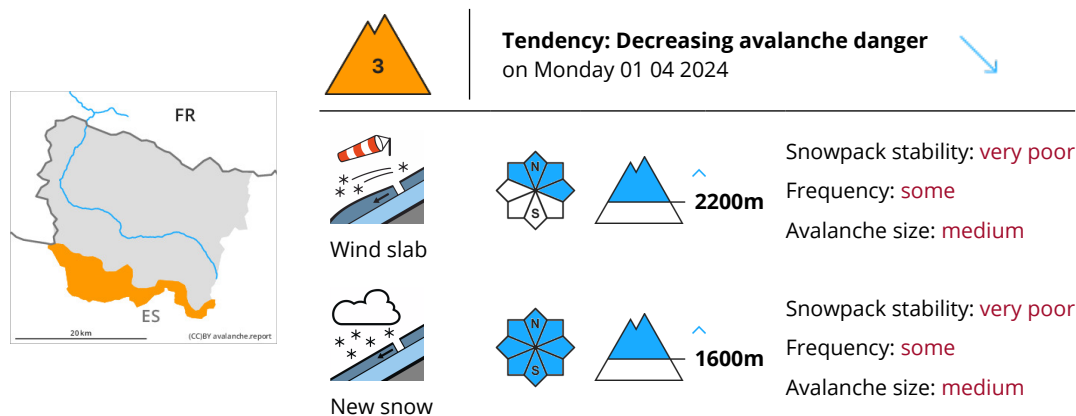 3
Tendency: Decreasing avalanche danger
on Monday 01 04 2024
FR
ES
20 km
(CC)BY avalanche.report
Wind slab
N
S
2200m
Snowpack stability: very poor
Frequency: some
Avalanche size: medium
New snow
N
S
1600m
Snowpack stability: very poor
Frequency: some
Avalanche size: medium